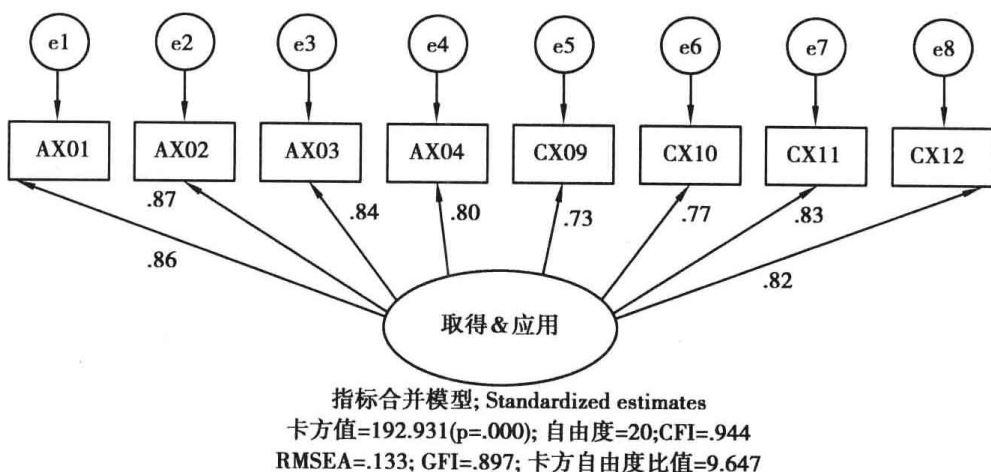 e1 e2 e3 e4 e5 e6 e7 e8
AX01 AX02 AX03 AX04 CX09 CX10 CX11 CX12
.87 .84 .80 .73 .77 .83
.86 .82
取得&应用
指标合并模型; Standardized estimates
卡方值=192.931(p=.000); 自由度=20;CFI=.944
RMSEA=.133; GFI=.897; 卡方自由度比值=9.647